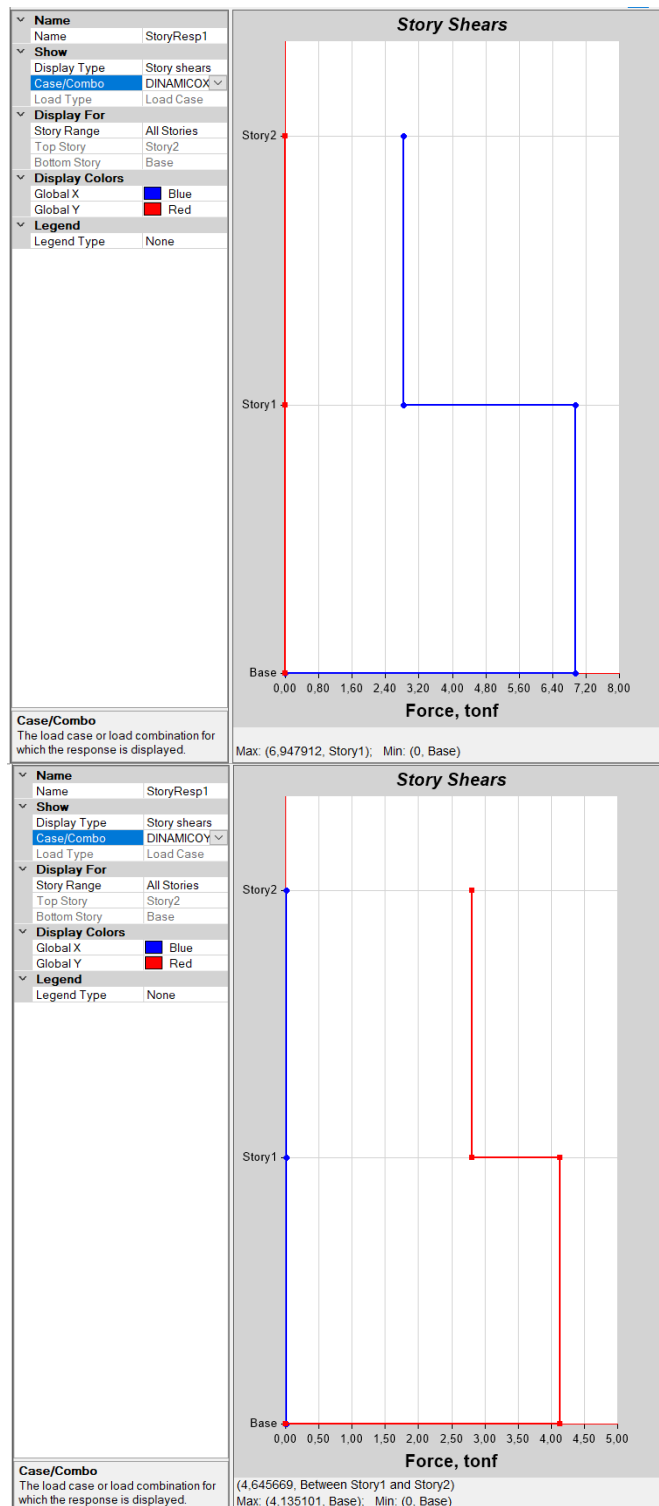 Name
Name StoryResp1
Show
Display Type Story shears
Case/Combo DINAMICOX
Load Type Load Case
Display For
Story Range All Stories
Top Story Story2
Bottom Story Base
Display Colors
Global X Blue
Global Y Red
Legend
Legend Type None
Case/Combo
The load case or load combination for
which the response is displayed.
Story Shears
Story2
Story1
Base
0,00 0,80 1,60 2,40 3,20 4,00 4,80 5,60 6,40 7,20 8,00
Force, tonf
Max: (6,947912, Story1); Min: (0, Base)
Name
Name StoryResp1
Show
Display Type Story shears
Case/Combo DINAMICOY
Load Type Load Case
Display For
Story Range All Stories
Top Story Story2
Bottom Story Base
Display Colors
Global X Blue
Global Y Red
Legend
Legend Type None
Case/Combo
The load case or load combination for
which the response is displayed.
Story Shears
Story2
Story1
Base
0,00 0,50 1,00 1,50 2,00 2,50 3,00 3,50 4,00 4,50 5,00
Force, tonf
(4,645669, Between Story1 and Story2)
Max: (4,135101, Base); Min: (0, Base)